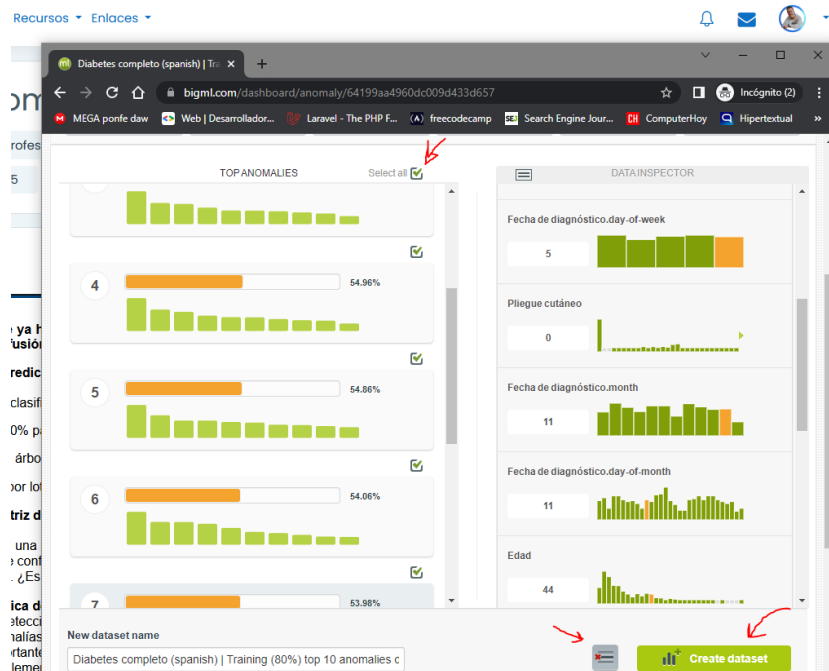 Recursos Enlaces
Diabetes completo (spanish) | Tra
bigml.com/dashboard/anomaly/64199aa4960dc009d433d657
Incógnito (2)
MEGA ponfe daw
Web | Desarrollador...
Laravel - The PHP F...
freecodecamp
Search Engine Jour...
ComputerHoy
Hipertextual
»
TOP ANOMALIES
Select all
4
54.96%
5
54.86%
6
54.06%
7
53.98%
DATA INSPECTOR
Fecha de diagnóstico.day-of-week
5
Pliegue cutáneo
0
Fecha de diagnóstico.month
11
Fecha de diagnóstico.day-of-month
11
Edad
44
New dataset name
Diabetes completo (spanish) | Training (80%) top 10 anomalies
Create dataset